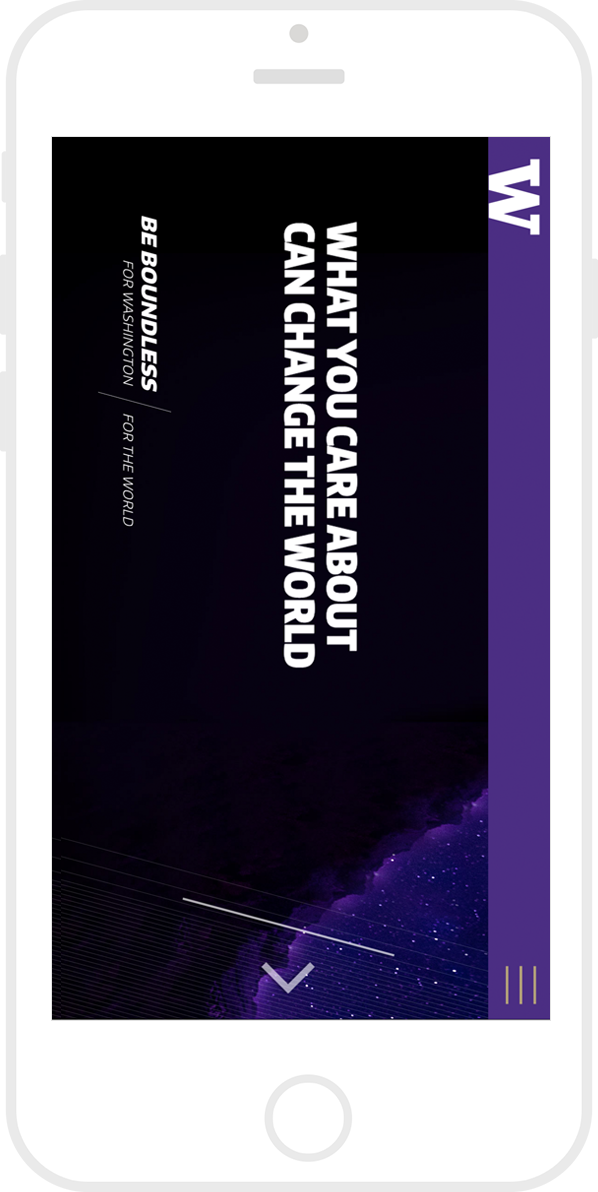 W
WHAT YOU CARE ABOUT
CAN CHANGE THE WORLD
BE BOUNDLESS
FOR WASHINGTON FOR THE WORLD